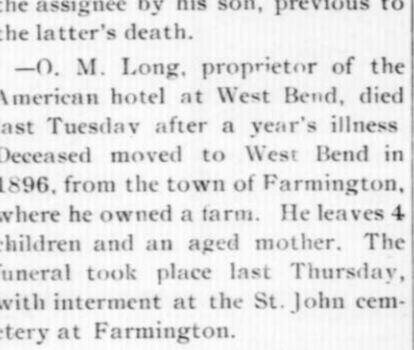 the assignee by his son, previous to
the latter's death.
—O. M. Long, proprietor of the
American hotel at West Bend, died
last Tuesday after a year's illness
Deceased moved to West Bend in
1896, from the town of Farmington,
where he owned a farm. He leaves 4
children and an aged mother. The
funeral took place last Thursday,
with interment at the St. John cem-
etery at Farmington.